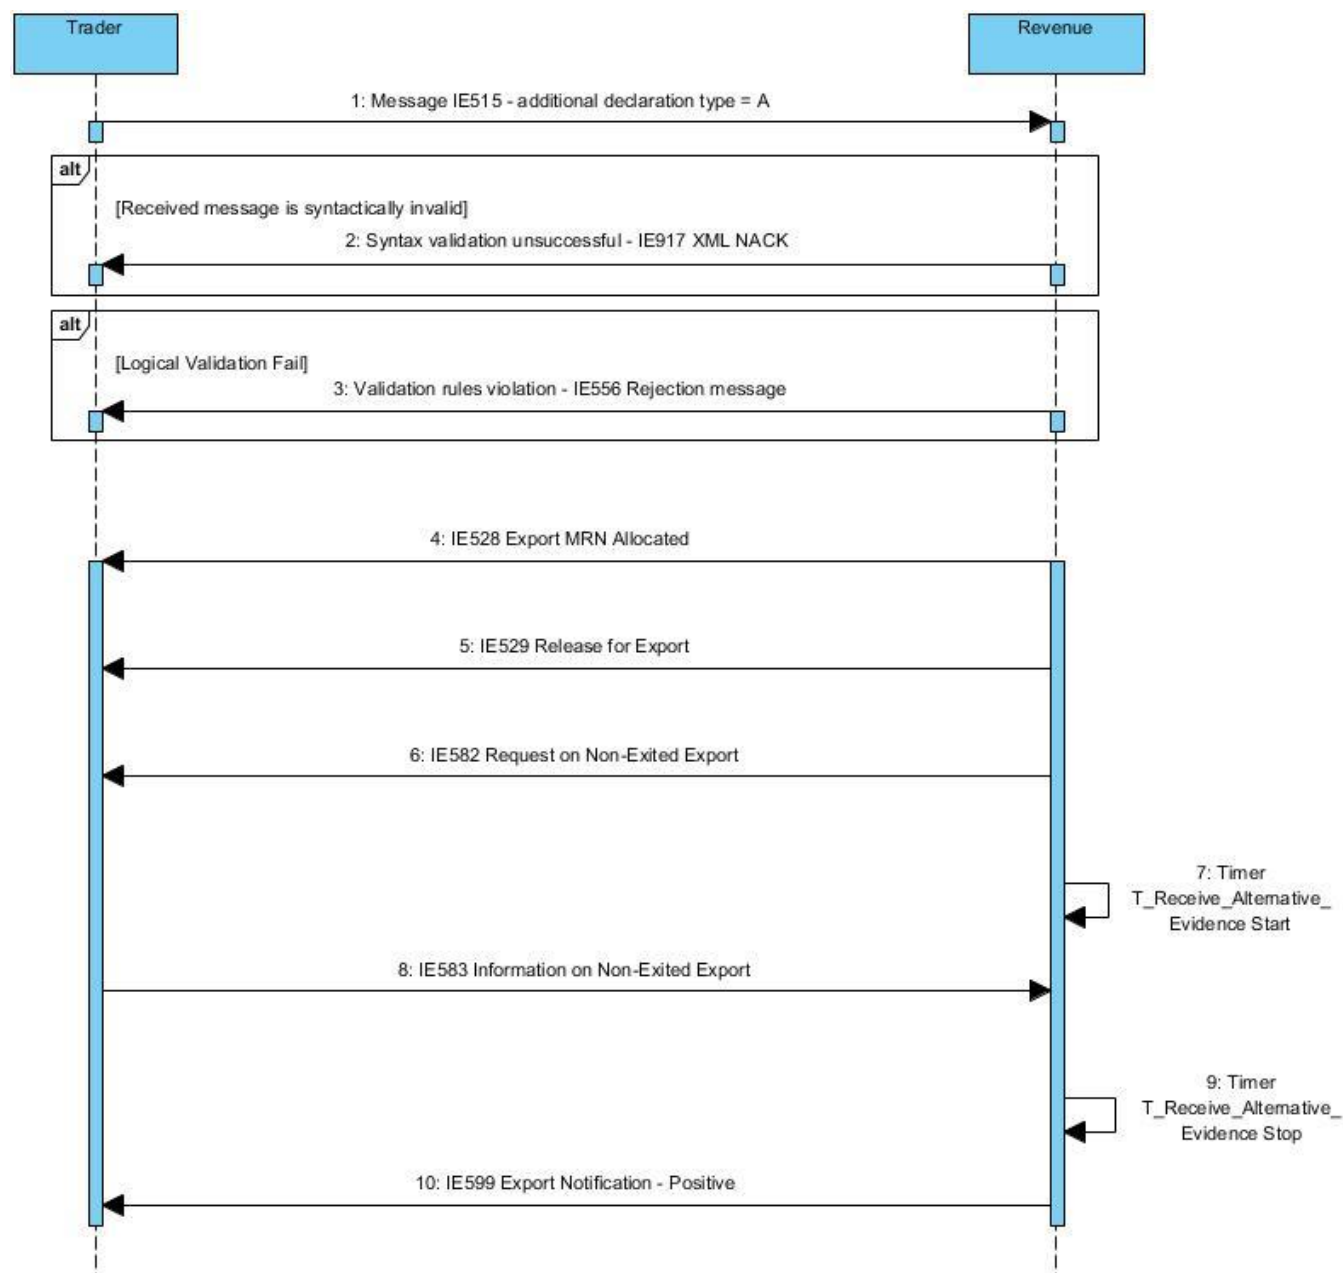 Trader
Revenue
1: Message IE515 - additional declaration type = A
alt
[Received message is syntactically invalid]
2: Syntax validation unsuccessful - IE917 XML NACK
alt
[Logical Validation Fail]
3: Validation rules violation - IE556 Rejection message
4: IE528 Export MRN Allocated
5: IE529 Release for Export
6: IE582 Request on Non-Exited Export
7: Timer
T_Receive_Alternative_
Evidence Start
8: IE583 Information on Non-Exited Export
9: Timer
T_Receive_Alternative_
Evidence Stop
10: IE599 Export Notification - Positive